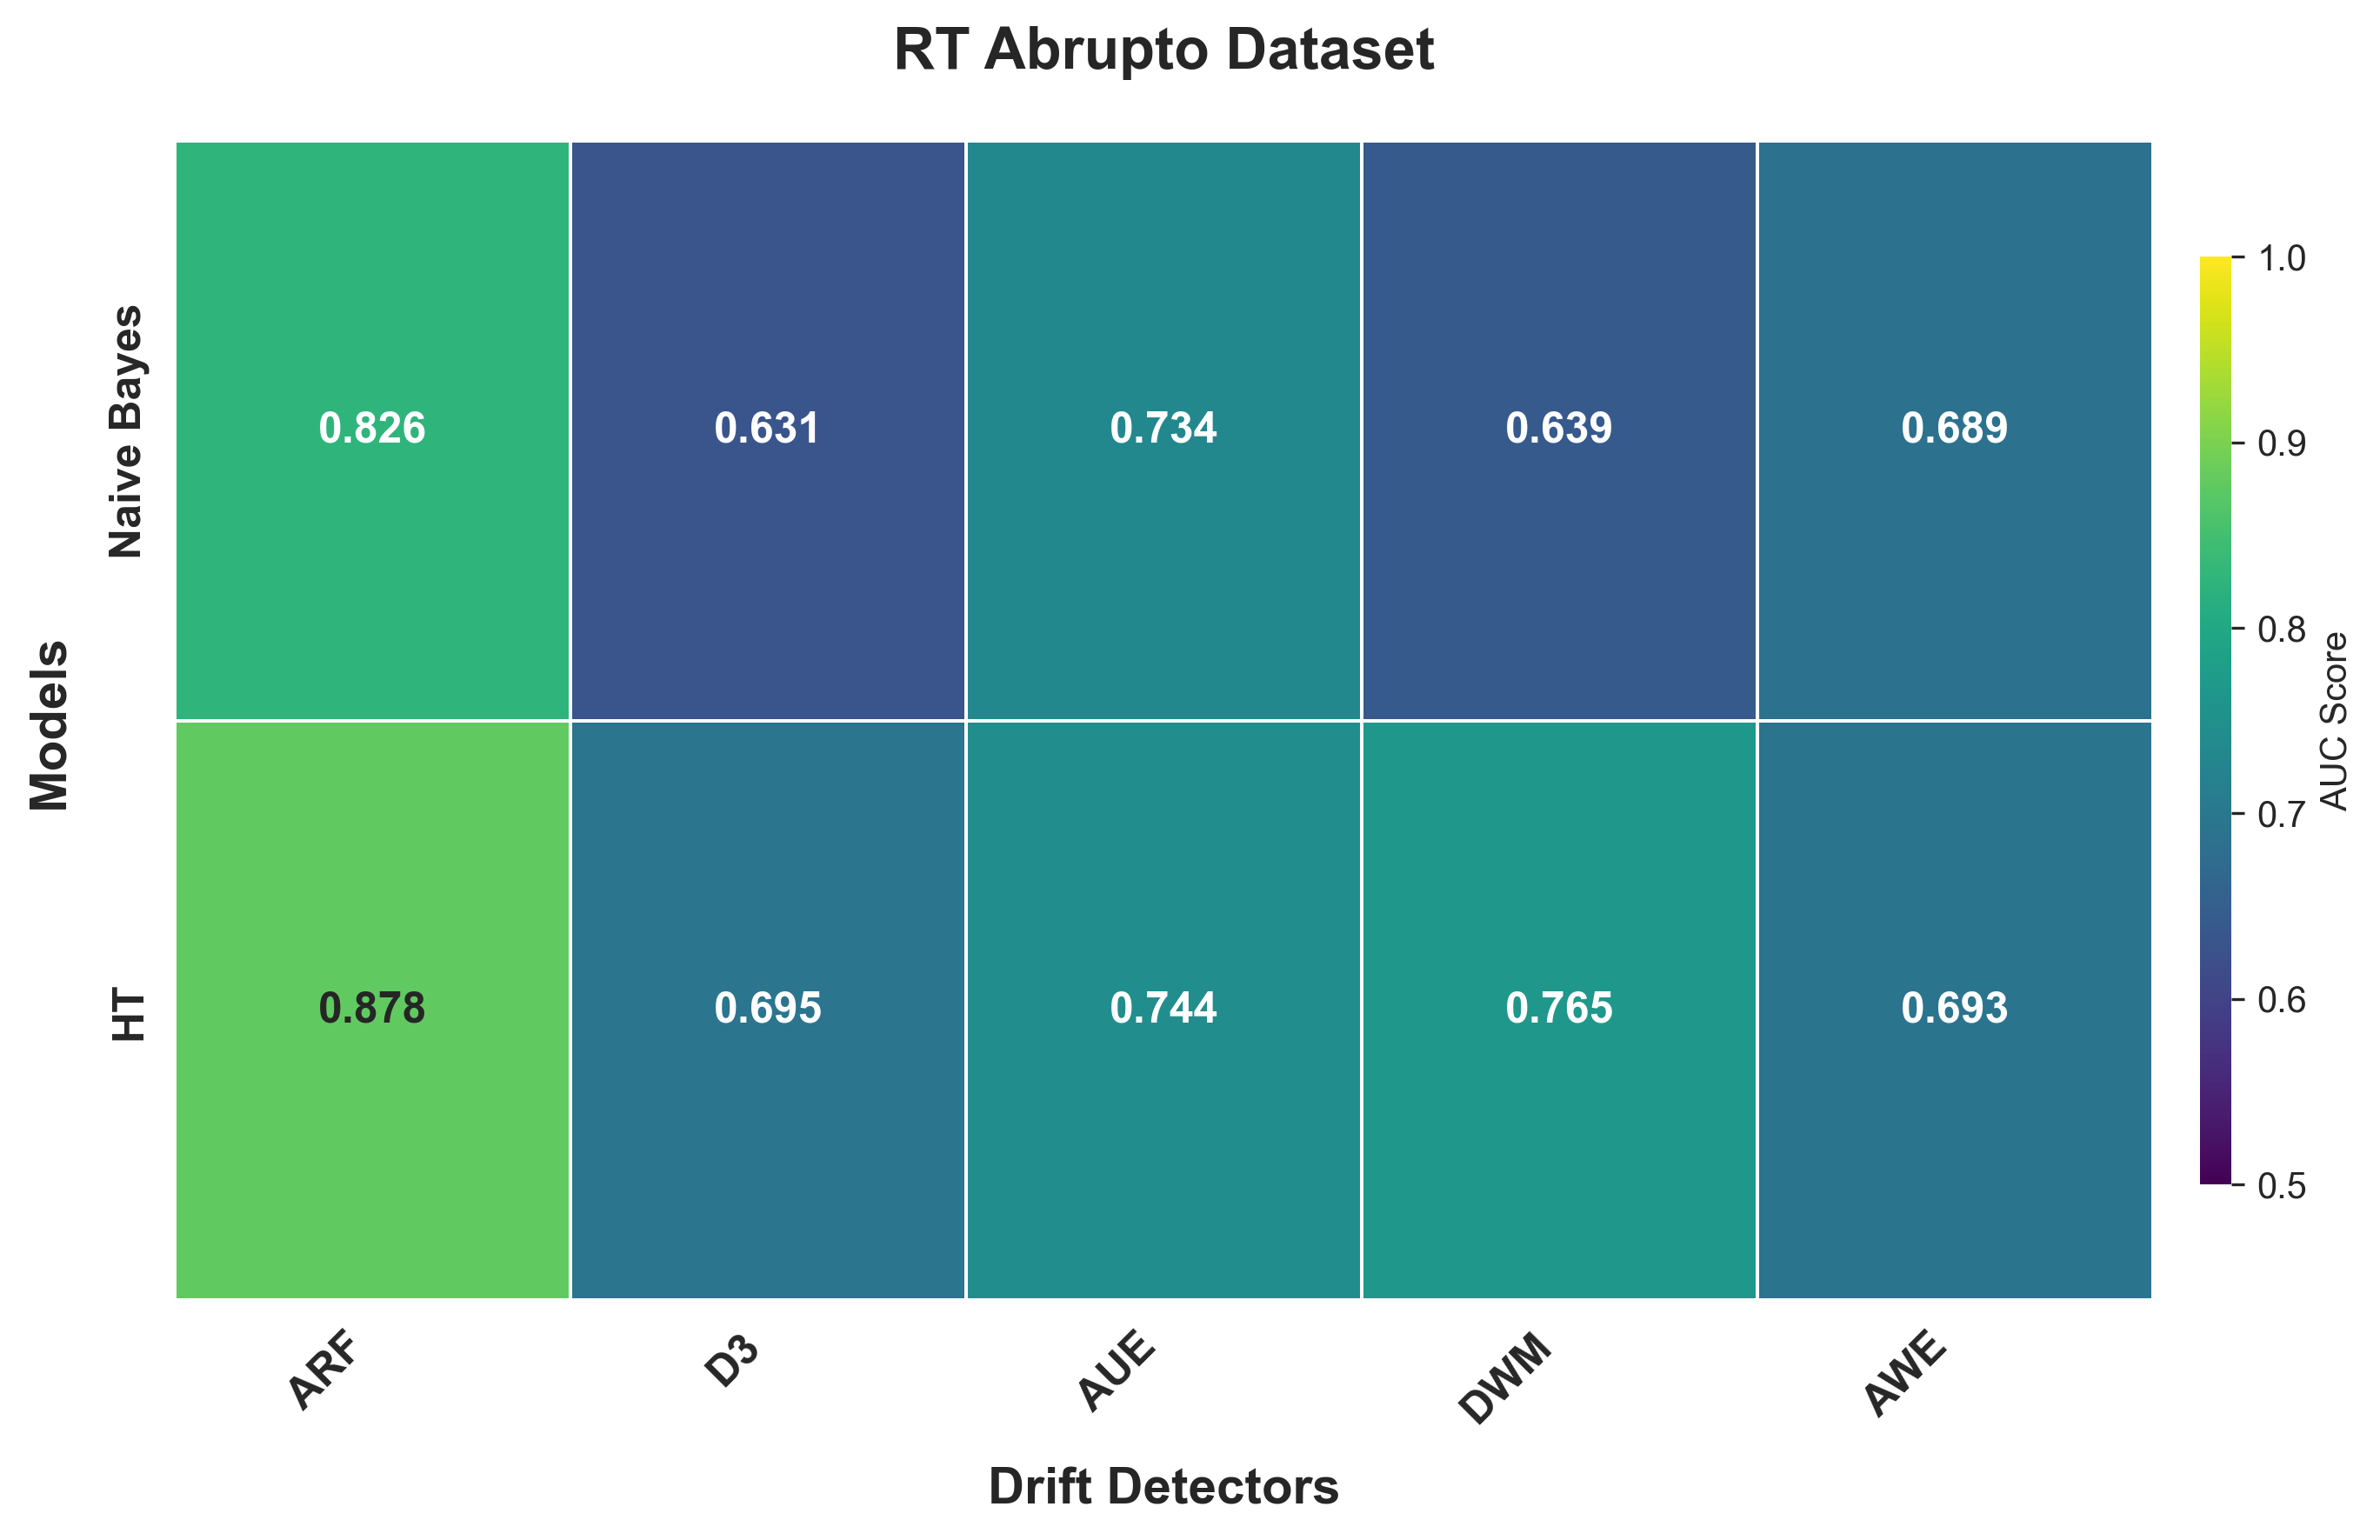 RT Abrupto Dataset
Models
Naive Bayes
0.826 0.631 0.734 0.639 0.689
HT
0.878 0.695 0.744 0.765 0.693
ARF D3 AUE DWM AWE
Drift Detectors
1.0
0.9
0.8
0.7
0.6
0.5
AUC Score